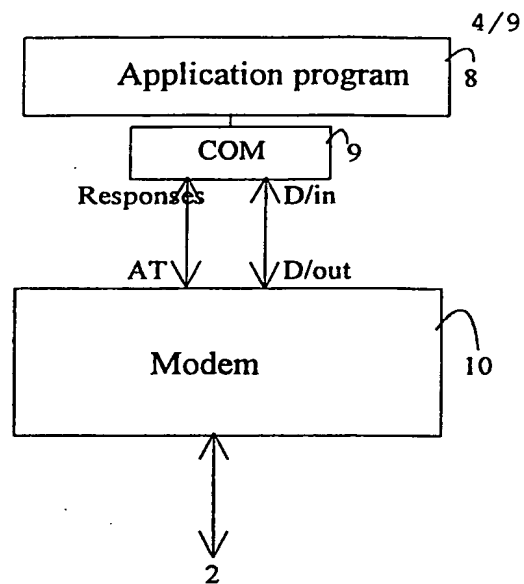 4/9
Application program
8
COM
9
Responses D/in
AT D/out
Modem
10
2